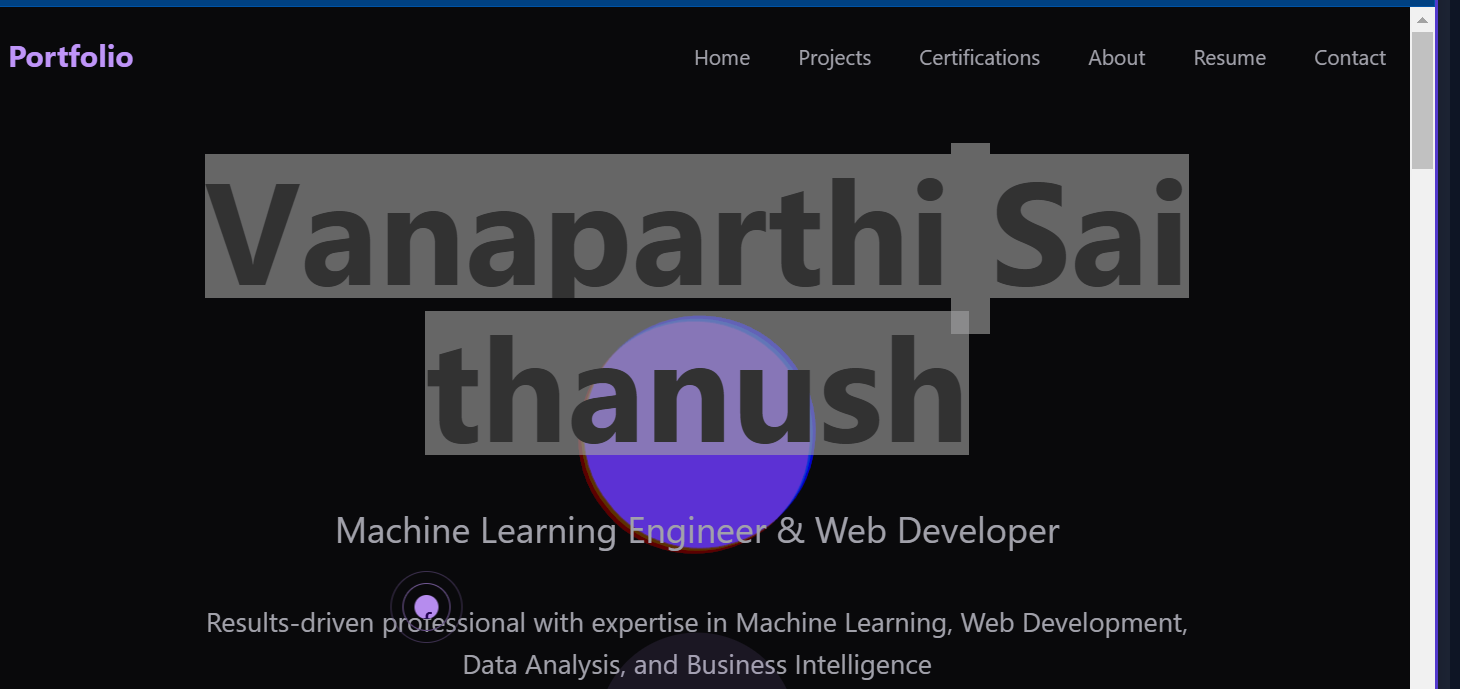 Portfolio
Home Projects Certifications About Resume Contact
Vanaparthi Sai
thanush
Machine Learning Engineer & Web Developer
Results-driven professional with expertise in Machine Learning, Web Development,
Data Analysis, and Business Intelligence